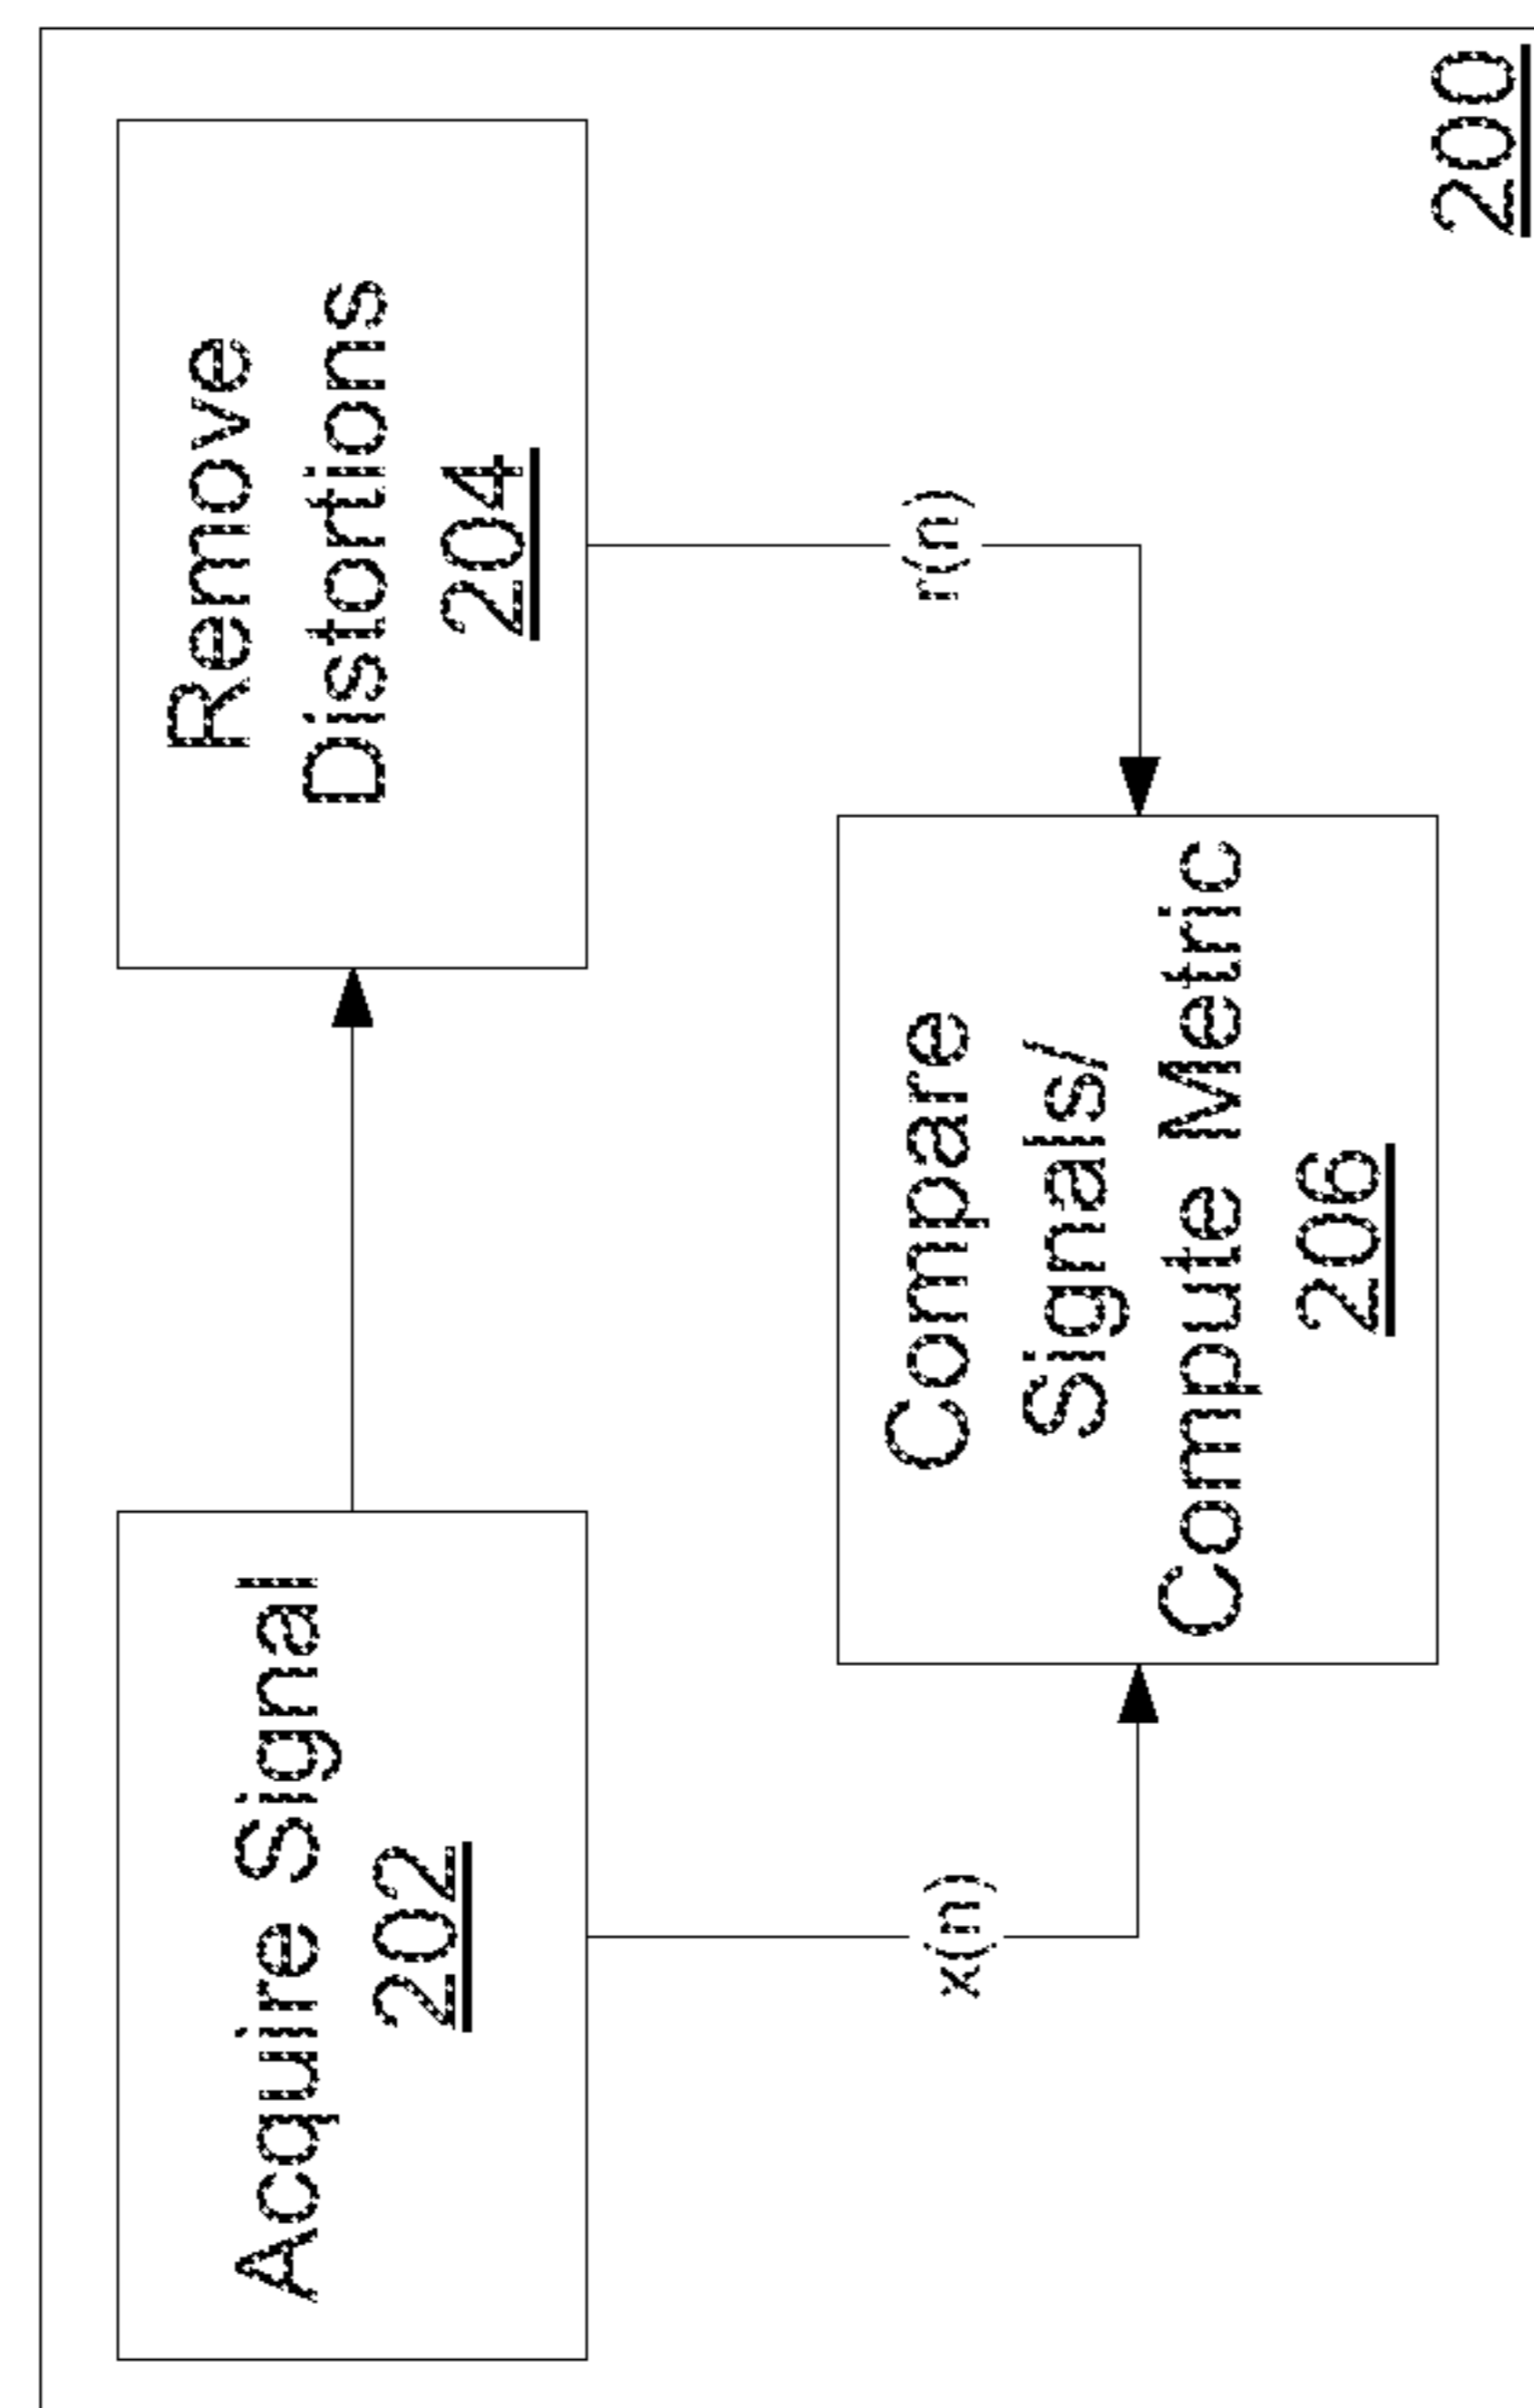 Acquire Signal
202
Remove
Distortions
204
x(n)
r(n)
Compare
Signals/
Compute Metric
206
200